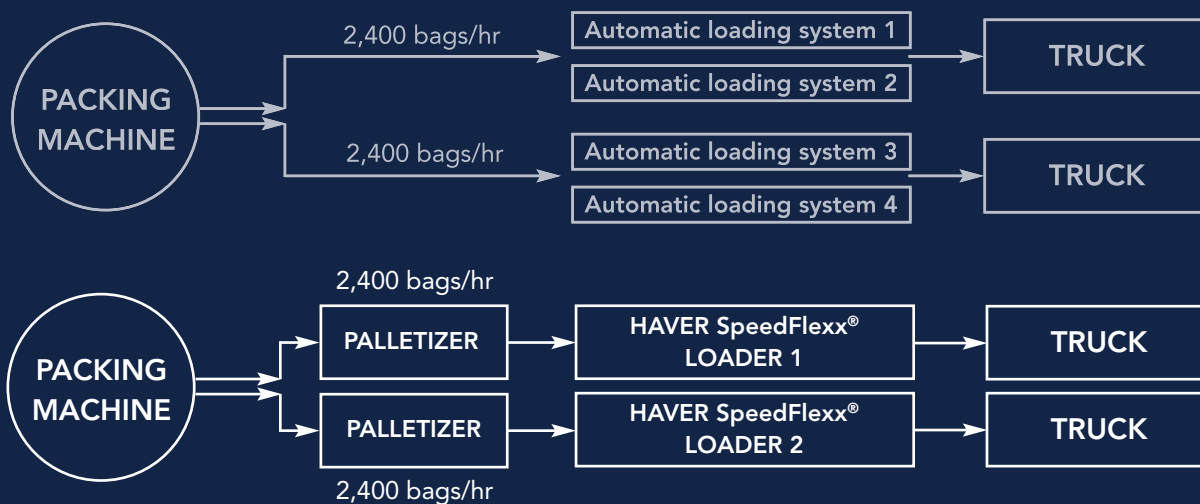 2,400 bags/hr
Automatic loading system 1
Automatic loading system 2
TRUCK
PACKING
MACHINE
2,400 bags/hr
Automatic loading system 3
Automatic loading system 4
TRUCK
2,400 bags/hr
PALLETIZER
HAVER SpeedFlexx®
LOADER 1
TRUCK
PACKING
MACHINE
PALLETIZER
HAVER SpeedFlexx®
LOADER 2
TRUCK
2,400 bags/hr